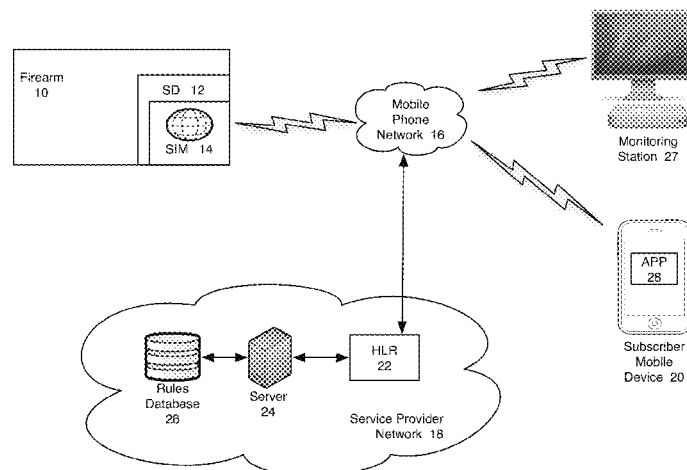 Firearm
10
SD 12
SIM 14
Mobile
Phone
Network 16
Monitoring
Station 27
APP
28
Subscriber
Mobile
Device 20
HLR
22
Rules
Database
26
Server
24
Service Provider
Network 18